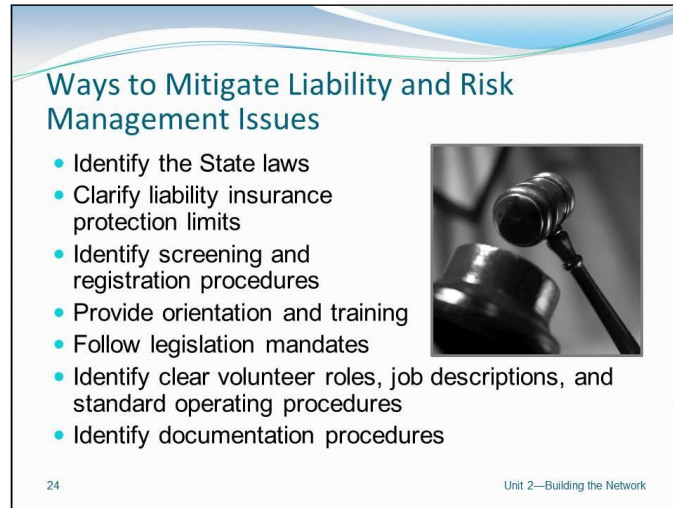 Ways to Mitigate Liability and Risk
Management Issues
• Identify the State laws
• Clarify liability insurance
protection limits
• Identify screening and
registration procedures
• Provide orientation and training
• Follow legislation mandates
• Identify clear volunteer roles, job descriptions, and
standard operating procedures
• Identify documentation procedures
24
Unit 2—Building the Network